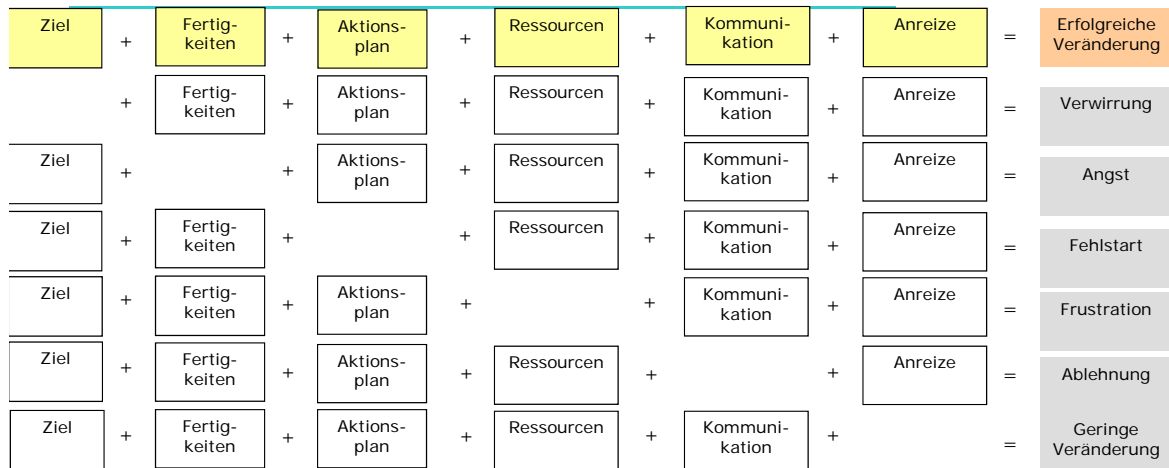 Ziel + Fertig- + Aktions- + Ressourcen + Kommuni- + Anreize = Erfolgreiche
keiten plan kation Veränderung
+ Fertig- + Aktions- + Ressourcen + Kommuni- + Anreize = Verwirrung
keiten plan kation
Ziel + + Aktions- + Ressourcen + Kommuni- + Anreize = Angst
plan kation
Ziel + Fertig- + + Ressourcen + Kommuni- + Anreize = Fehlstart
keiten kation
Ziel + Fertig- + Aktions- + + Kommuni- + Anreize = Frustration
keiten plan kation
Ziel + Fertig- + Aktions- + Ressourcen + + Anreize = Ablehnung
keiten plan
Ziel + Fertig- + Aktions- + Ressourcen + Kommuni- + = Geringe
keiten plan kation Veränderung